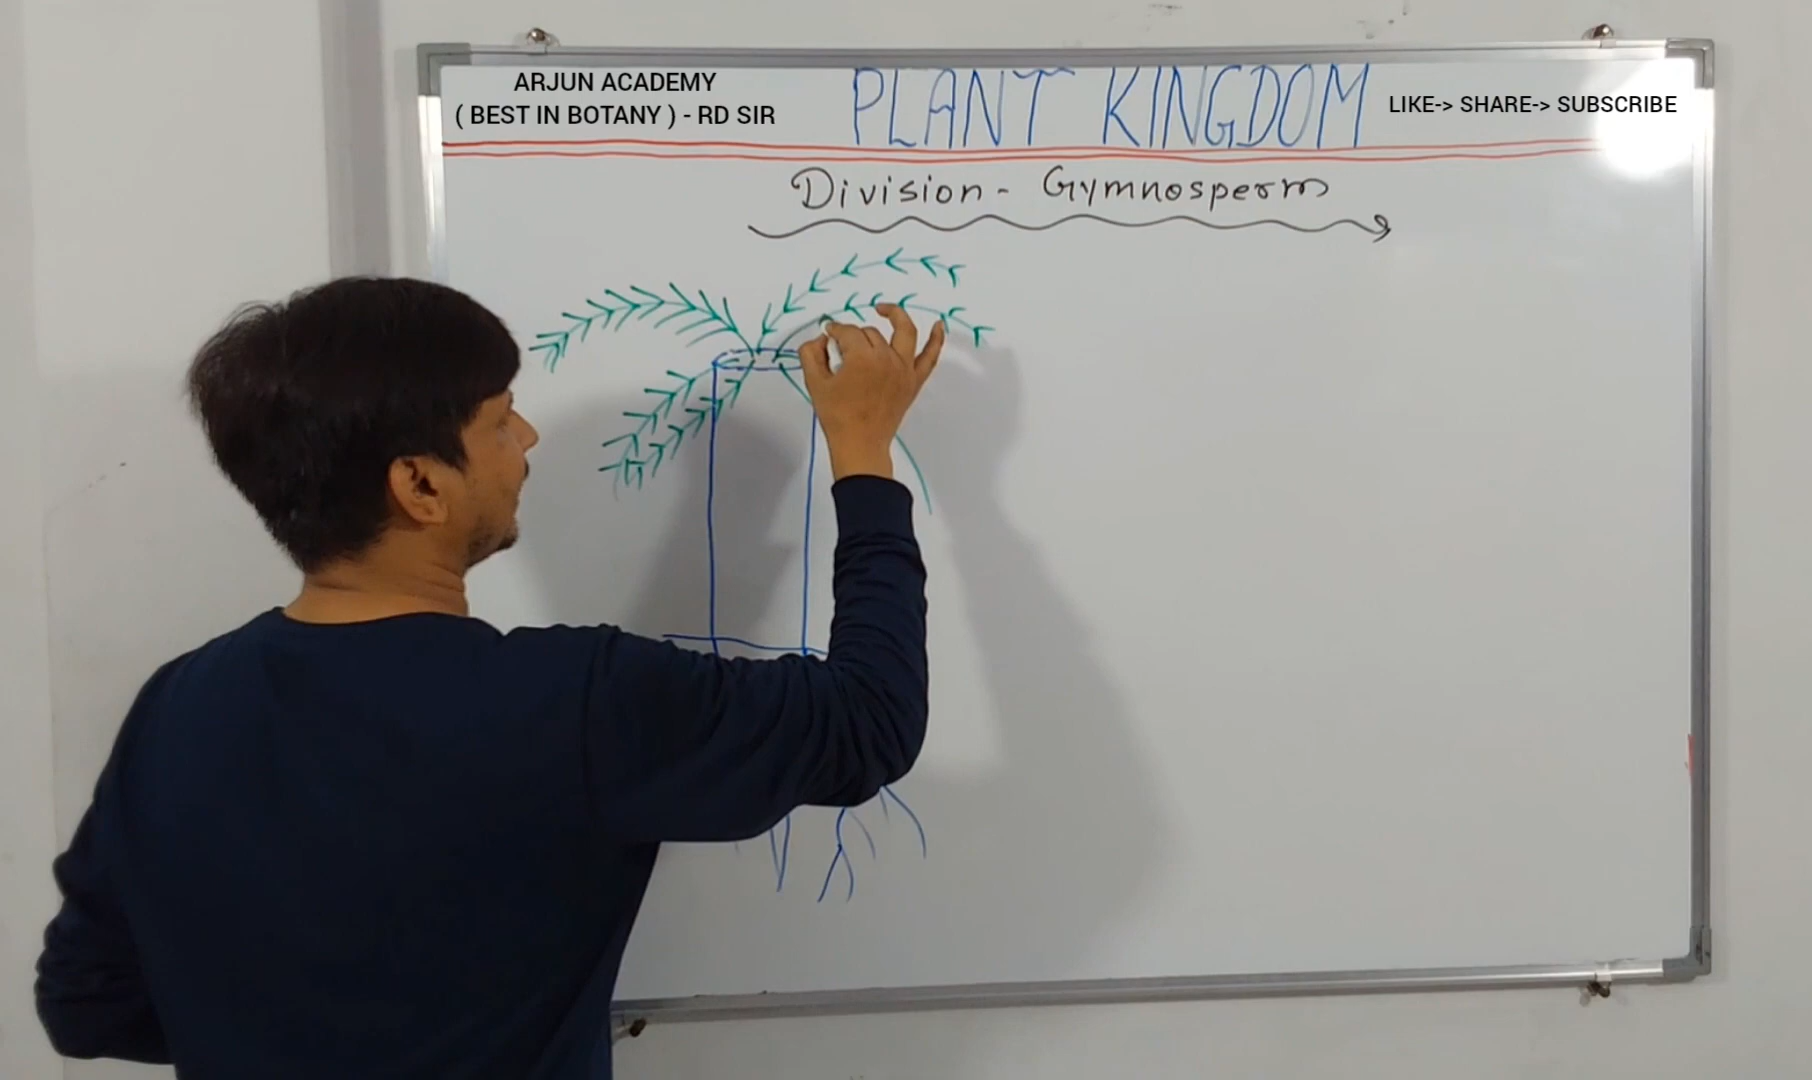 ARJUN ACADEMY
( BEST IN BOTANY ) - RD SIR
PLANT KINGDOM
LIKE-> SHARE-> SUBSCRIBE
Division - Gymnosperm